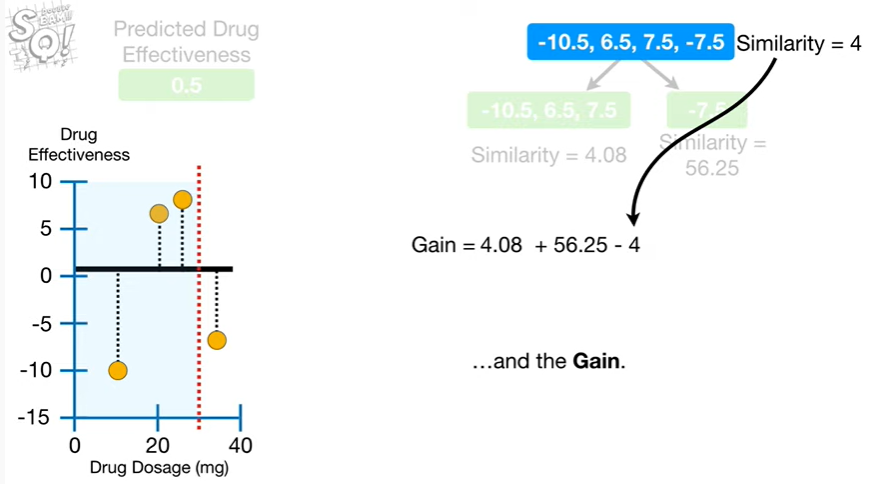 SQ!
Predicted Drug
Effectiveness
0.5
-10.5, 6.5, 7.5, -7.5
Similarity = 4
-10.5, 6.5, 7.5
-7.5
Similarity = 4.08
Similarity =
56.25
Drug
Effectiveness
10
5
0
-5
-10
-15
0
20
40
Drug Dosage (mg)
Gain = 4.08 + 56.25 - 4
…and the Gain.